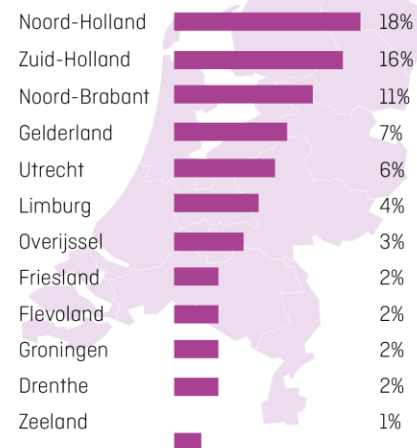 Noord-Holland 18%
Zuid-Holland 16%
Noord-Brabant 11%
Gelderland 7%
Utrecht 6%
Limburg 4%
Overijssel 3%
Friesland 2%
Flevoland 2%
Groningen 2%
Drenthe 2%
Zeeland 1%